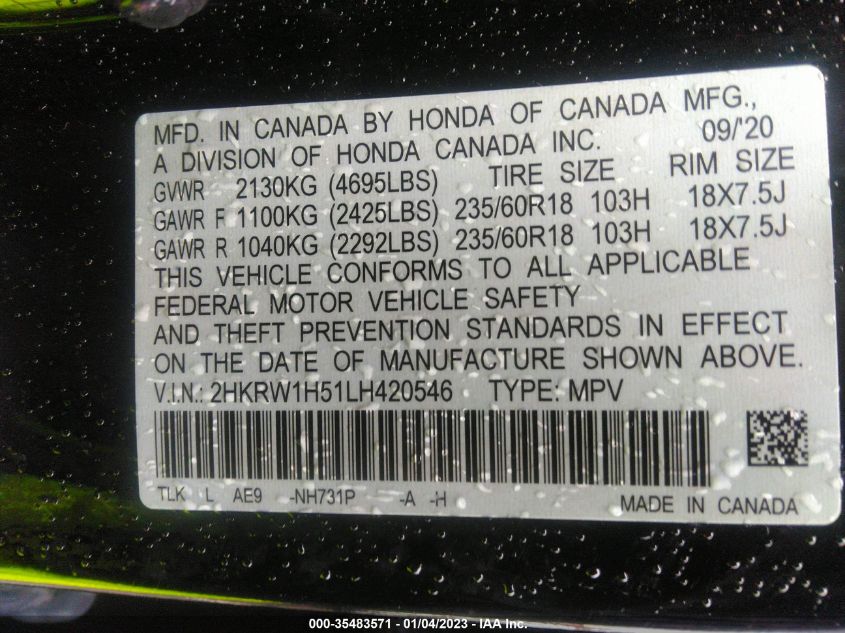 MFD. IN CANADA BY HONDA OF CANADA MFG.,
A DIVISION OF HONDA CANADA INC. 09/'20
GVWR 2130KG (4695LBS) TIRE SIZE RIM SIZE
GAWR F 1100KG (2425LBS) 235/60R18 103H 18X7.5J
GAWR R 1040KG (2292LBS) 235/60R18 103H 18X7.5J
THIS VEHICLE CONFORMS TO ALL APPLICABLE
FEDERAL MOTOR VEHICLE SAFETY
AND THEFT PREVENTION STANDARDS IN EFFECT
ON THE DATE OF MANUFACTURE SHOWN ABOVE.
V.I.N.: 2HKRW1H51LH420546 TYPE: MPV
TLK L AE9 -NH731P -A -H MADE IN CANADA
000-35483571 - 01/04/2023 - IAA Inc.